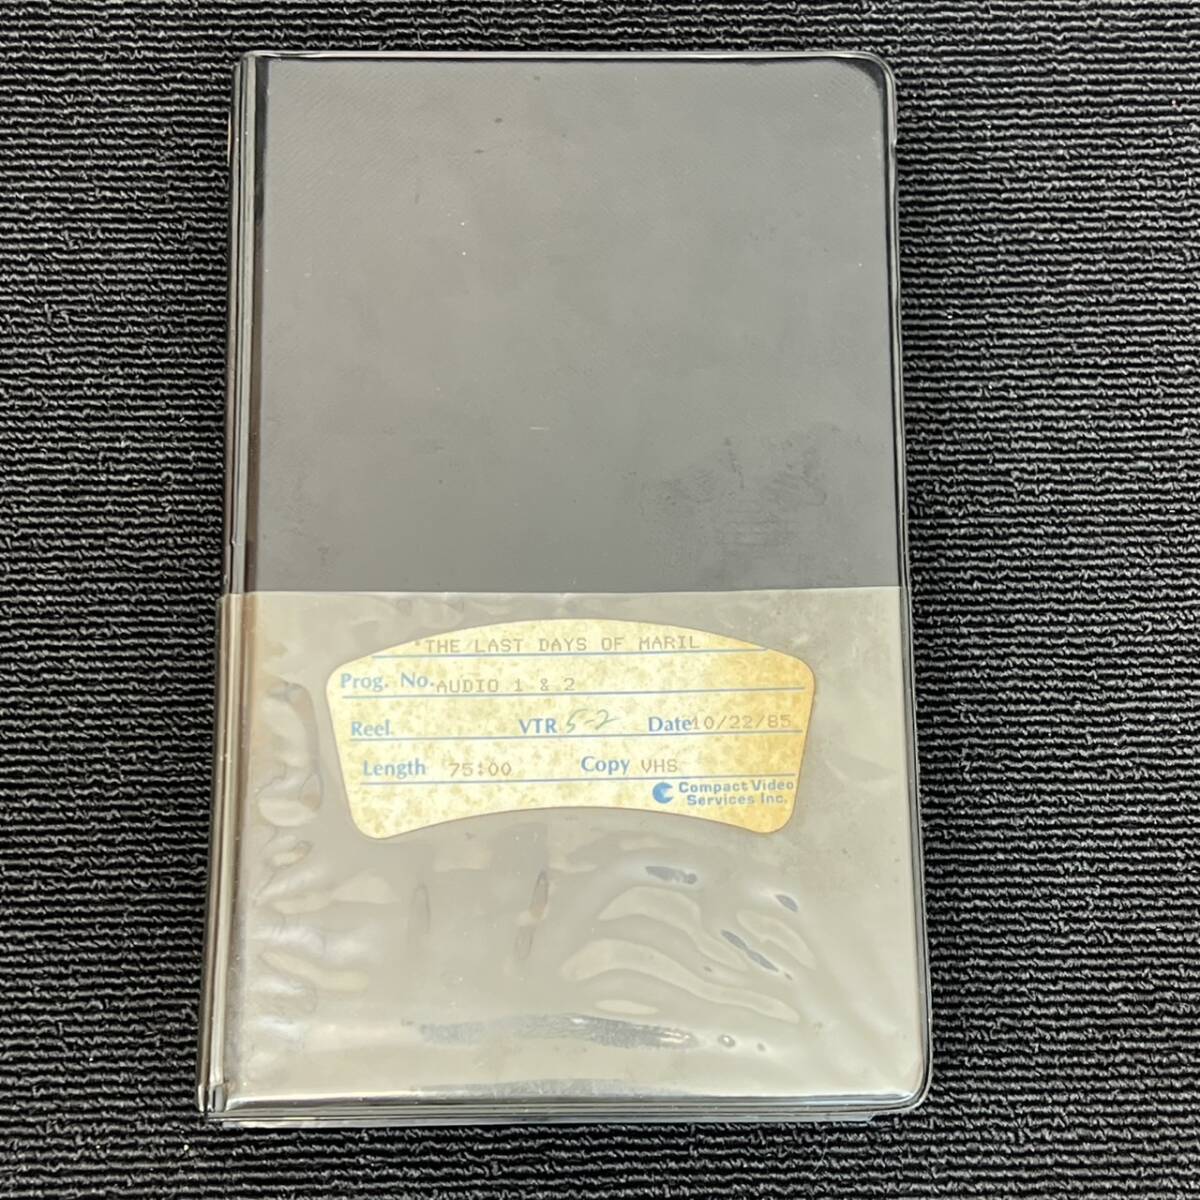 "THE LAST DAYS OF MARIL
Prog. No. AUDIO 1 & 2
Reel VTR 5-2 Date 10/22/85
Length 75:00 Copy VHS
Compact Video
Services Inc.